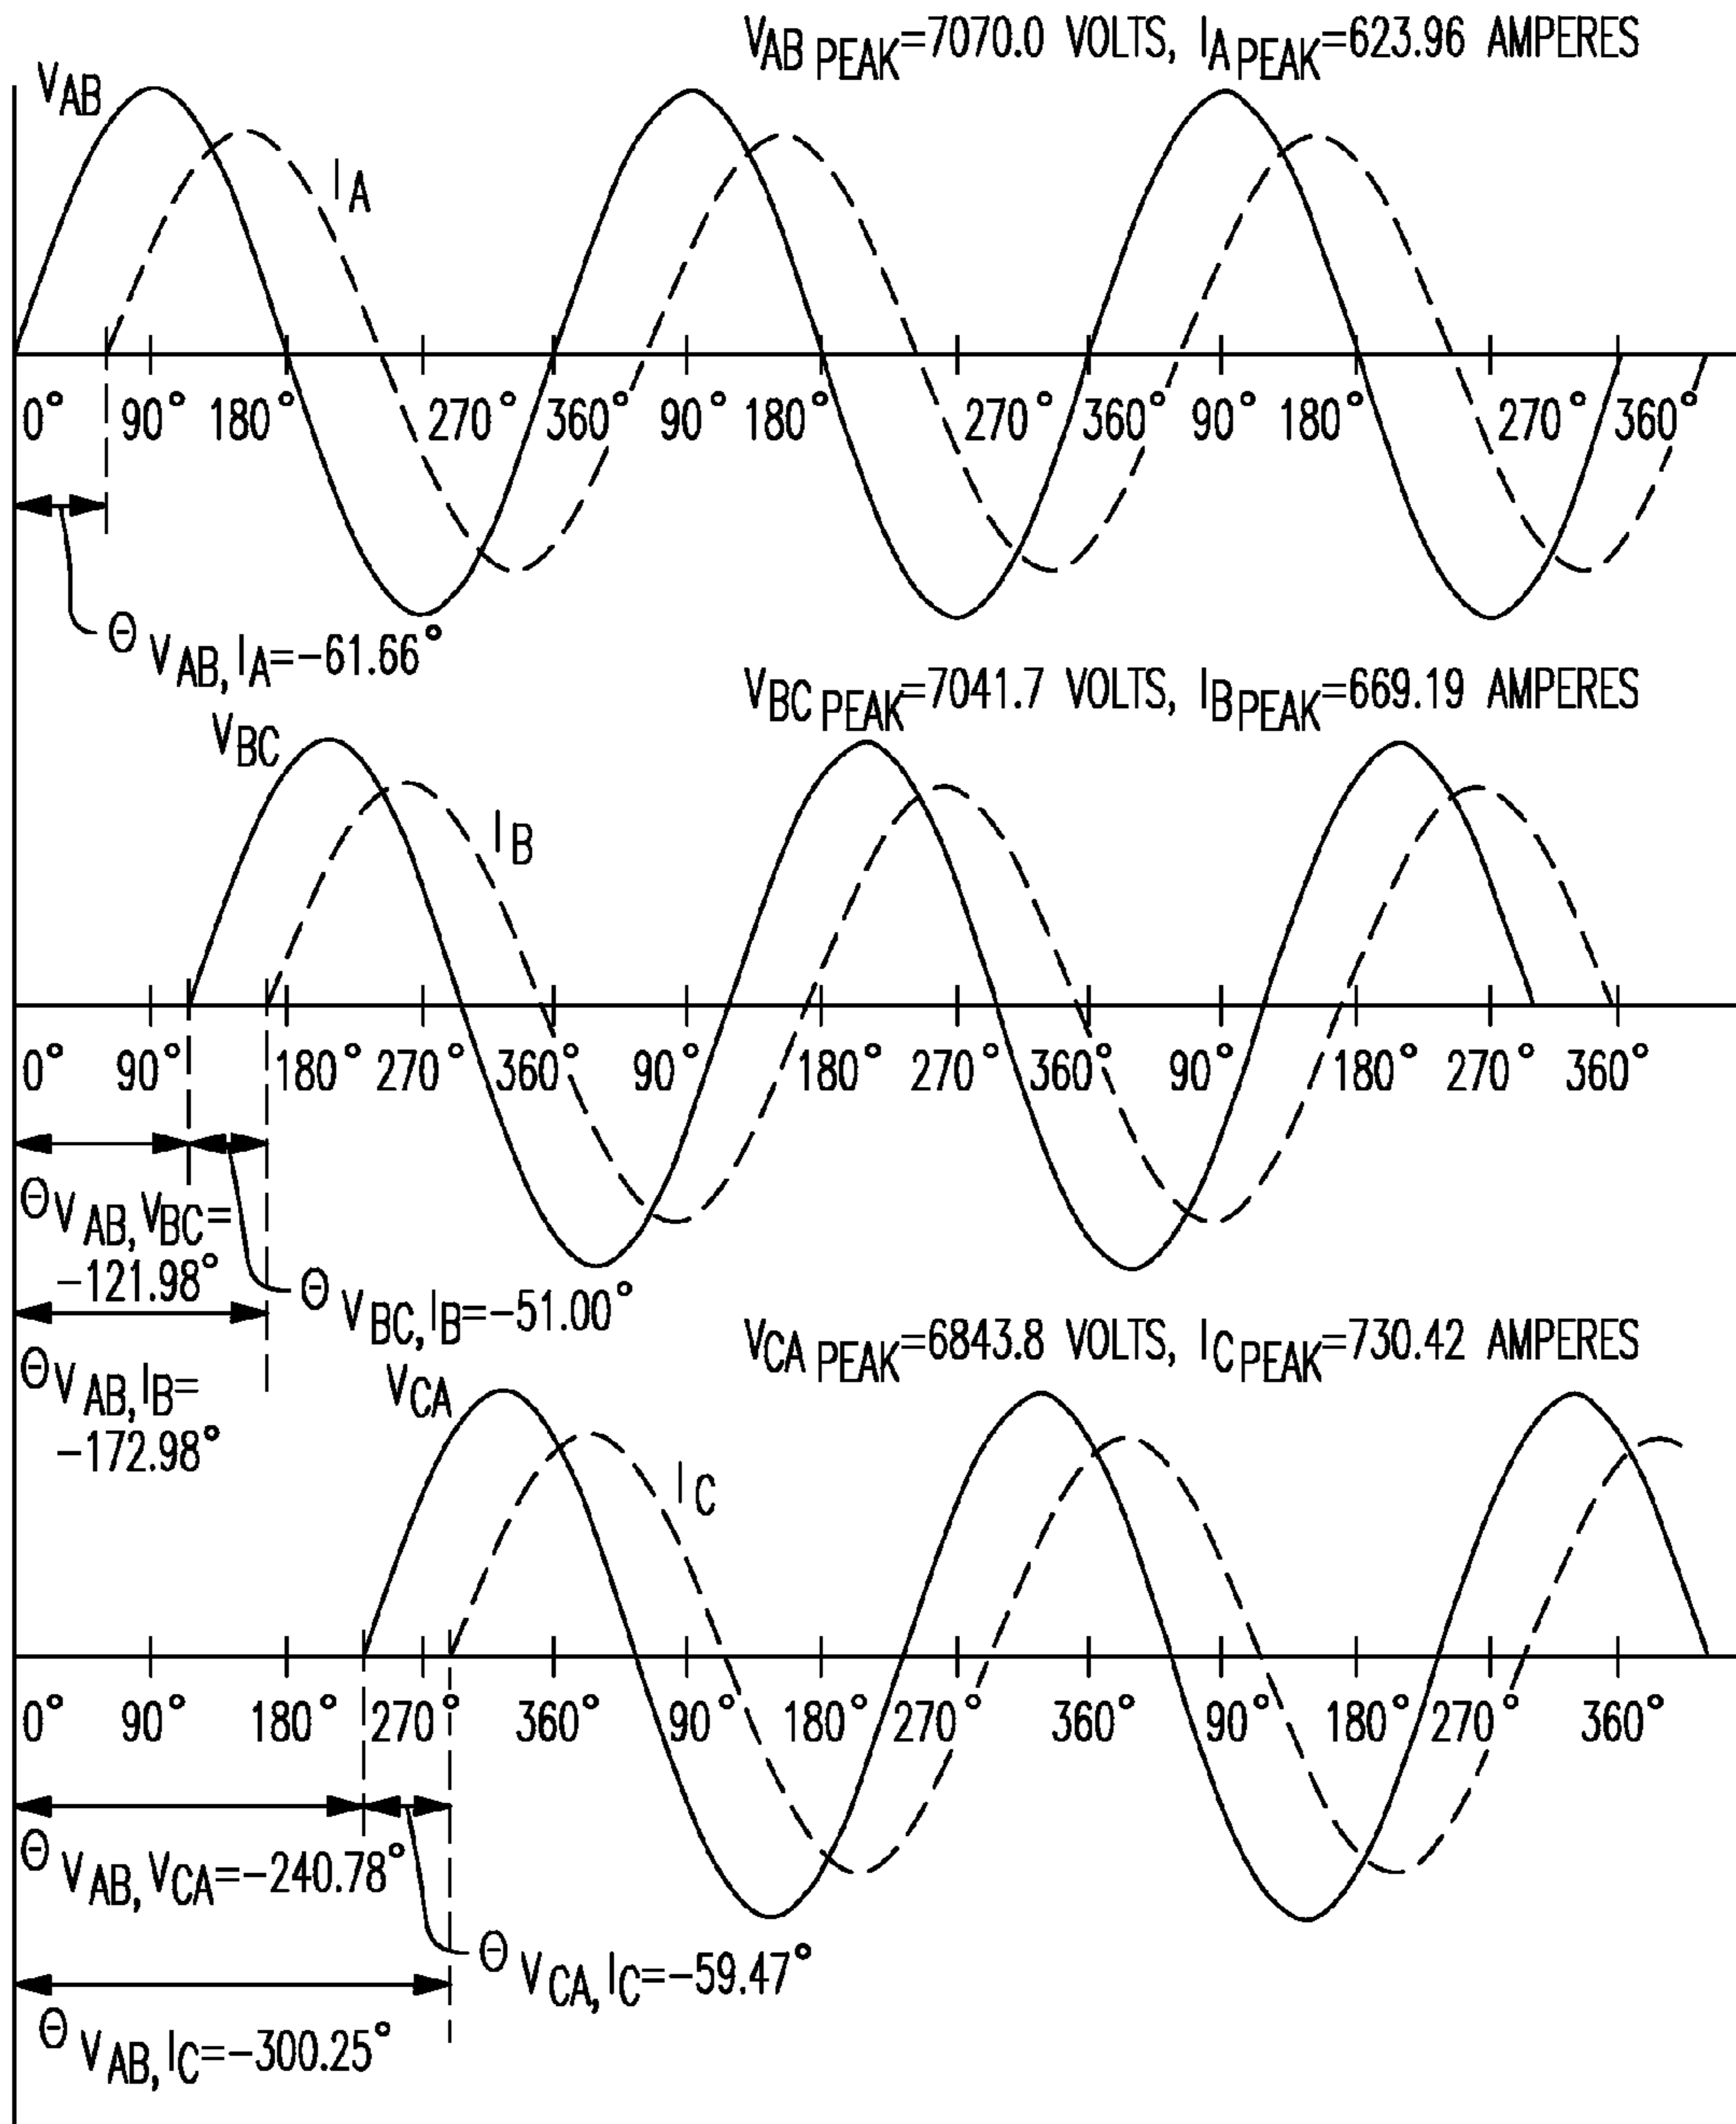 VAB PEAK=7070.0 VOLTS, IA PEAK=623.96 AMPERES
VAB
IA
0° 90° 180° 270° 360° 90° 180° 270° 360° 90° 180° 270° 360°
Θ VAB, IA=-61.66°
VBC PEAK=7041.7 VOLTS, IB PEAK=669.19 AMPERES
VBC
IB
0° 90° 180° 270° 360° 90° 180° 270° 360° 90° 180° 270° 360°
Θ VAB, VBC=
-121.98°
Θ VBC, IB=-51.00°
Θ VAB, IB=
-172.98°
VCA PEAK=6843.8 VOLTS, IC PEAK=730.42 AMPERES
VCA
IC
0° 90° 180° 270° 360° 90° 180° 270° 360° 90° 180° 270° 360°
Θ VAB, VCA=-240.78°
Θ VCA, IC=-59.47°
Θ VAB, IC=-300.25°